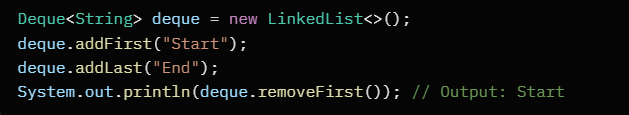 Deque<String> deque = new LinkedList<>();
deque.addFirst("Start");
deque.addLast("End");
System.out.println(deque.removeFirst()); // Output: Start